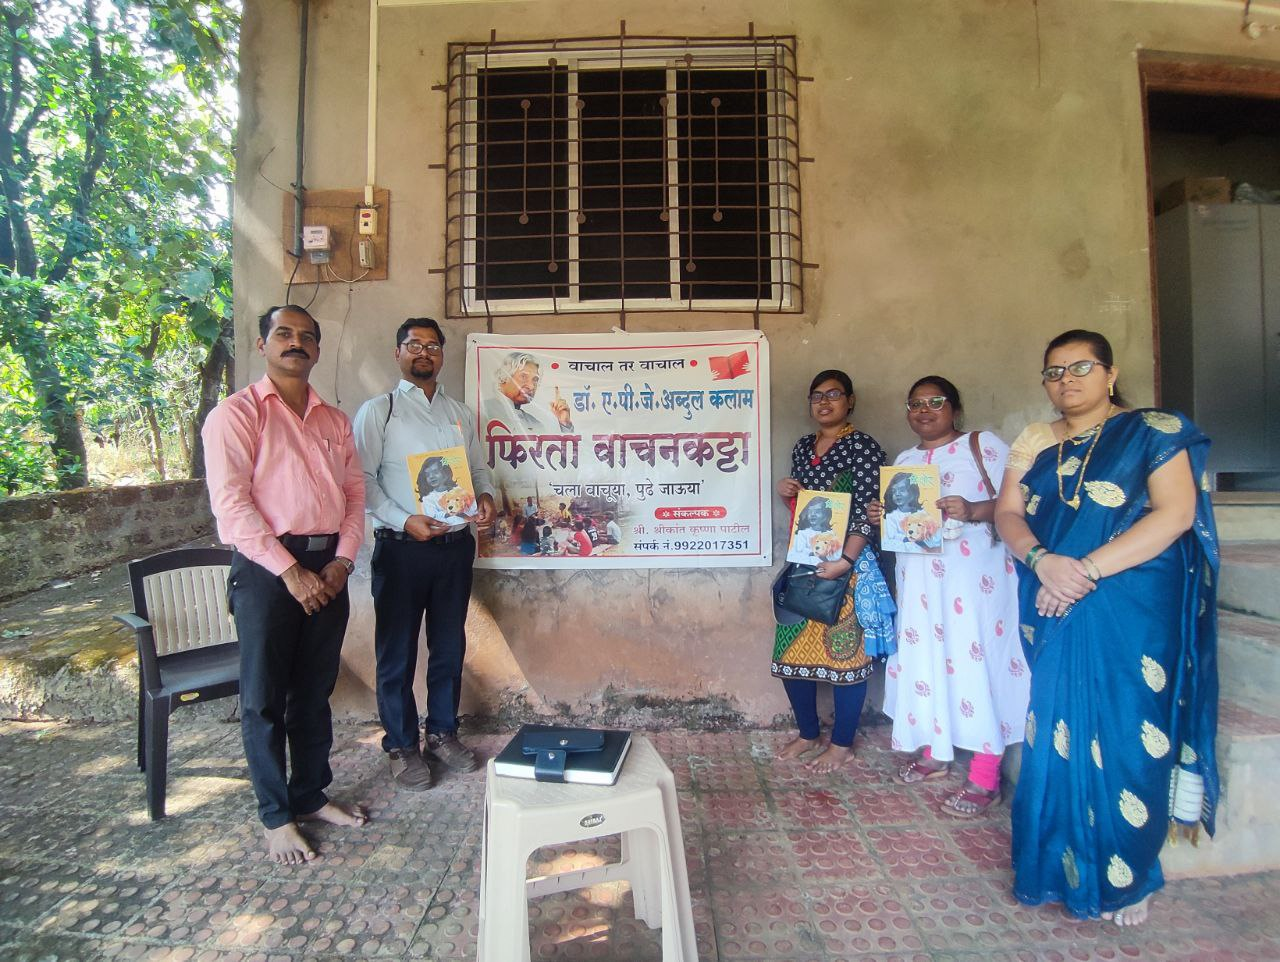 वाचाल तर वाचाल
डॉ. ए.पी.जे.अब्दुल कलाम
फिरता वाचनकट्टा
'चला वाचूया, पुढे जाऊया'
संकल्पक
श्री. श्रीकांत कृष्णा पाटील
संपर्क नं.9922017351